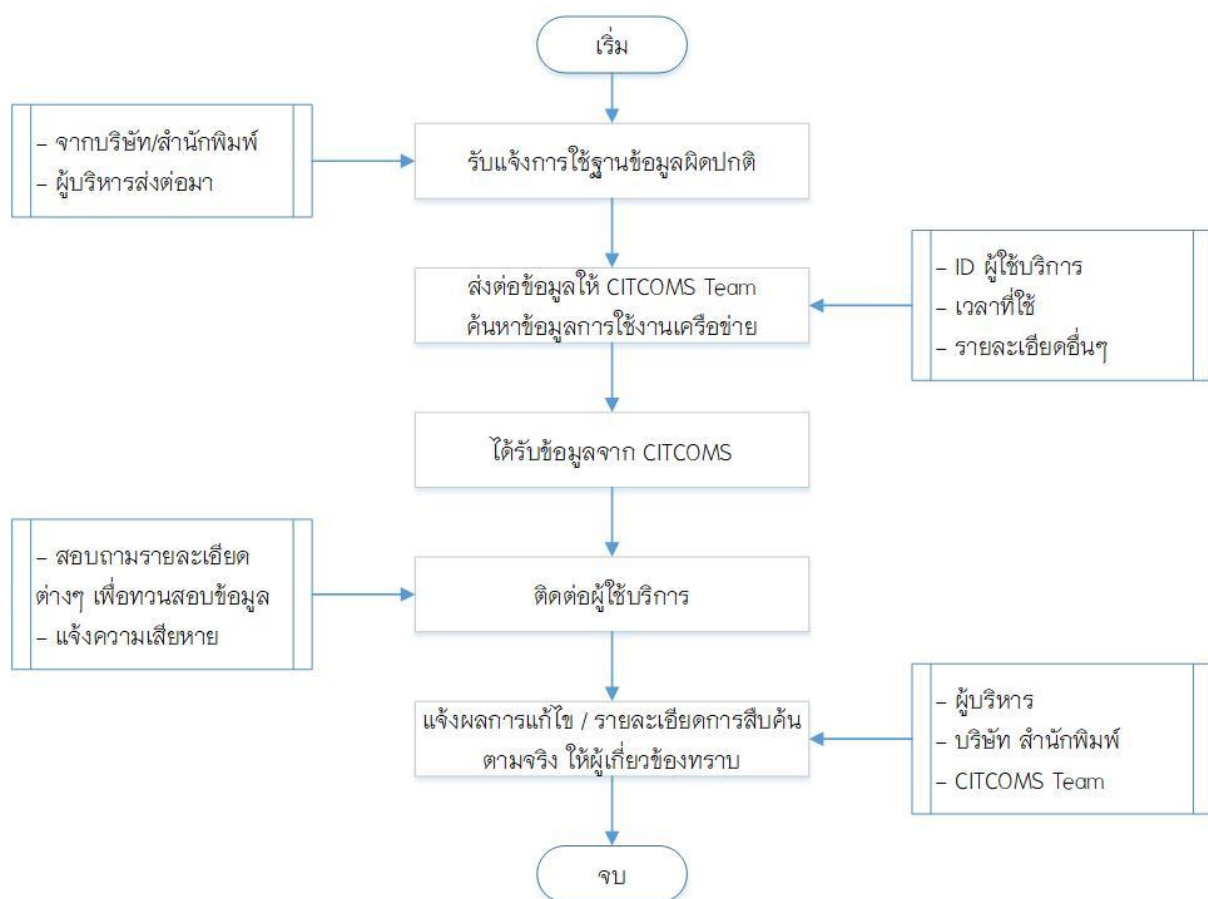 เริ่ม
– จากบริษัท/สำนักพิมพ์
– ผู้บริหารส่งต่อมา
รับแจ้งการใช้ฐานข้อมูลผิดปกติ
ส่งต่อข้อมูลให้ CITCOMS Team
ค้นหาข้อมูลการใช้งานเครือข่าย
– ID ผู้ใช้บริการ
– เวลาที่ใช้
– รายละเอียดอื่นๆ
ได้รับข้อมูลจาก CITCOMS
– สอบถามรายละเอียด
ต่างๆ เพื่อทวนสอบข้อมูล
– แจ้งความเสียหาย
ติดต่อผู้ใช้บริการ
แจ้งผลการแก้ไข / รายละเอียดการสืบค้น
ตามจริง ให้ผู้เกี่ยวข้องทราบ
– ผู้บริหาร
– บริษัท สำนักพิมพ์
– CITCOMS Team
จบ